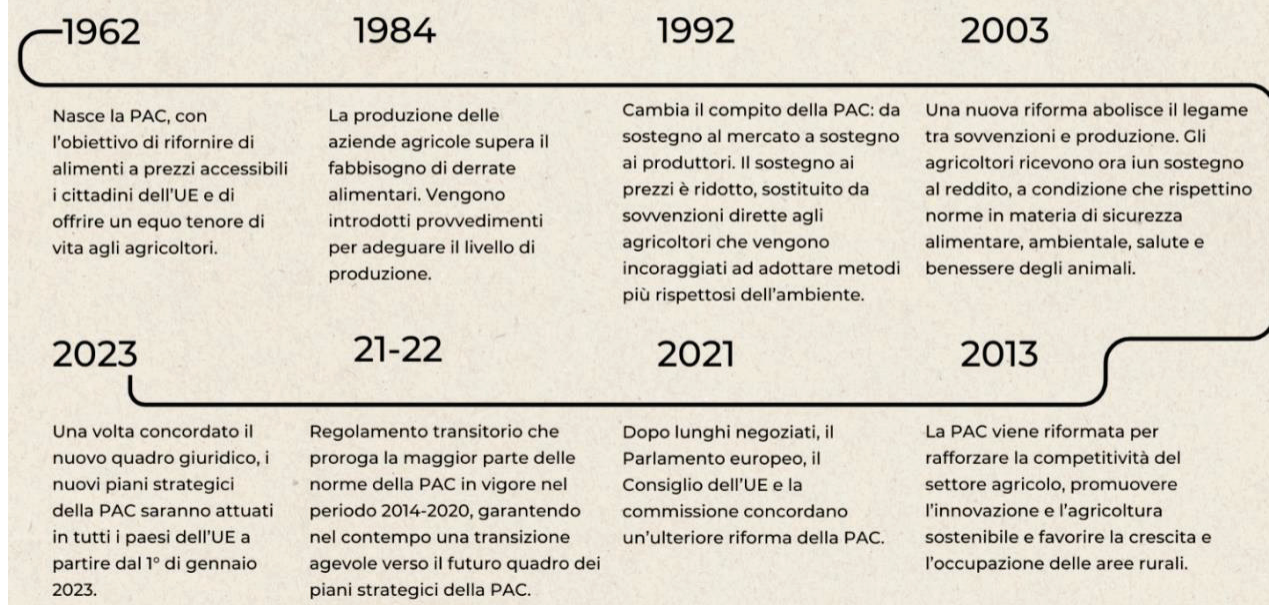 1962
Nasce la PAC, con
l'obiettivo di rifornire di
alimenti a prezzi accessibili
i cittadini dell'UE e di
offrire un equo tenore di
vita agli agricoltori.
1984
La produzione delle
aziende agricole supera il
fabbisogno di derrate
alimentari. Vengono
introdotti provvedimenti
per adeguare il livello di
produzione.
1992
Cambia il compito della PAC: da
sostegno al mercato a sostegno
ai produttori. Il sostegno ai
prezzi è ridotto, sostituito da
sovvenzioni dirette agli
agricoltori che vengono
incoraggiati ad adottare metodi
più rispettosi dell'ambiente.
2003
Una nuova riforma abolisce il legame
tra sovvenzioni e produzione. Gli
agricoltori ricevono ora iun sostegno
al reddito, a condizione che rispettino
norme in materia di sicurezza
alimentare, ambientale, salute e
benessere degli animali.
2013
La PAC viene riformata per
rafforzare la competitività del
settore agricolo, promuovere
l'innovazione e l'agricoltura
sostenibile e favorire la crescita e
l'occupazione delle aree rurali.
2021
Dopo lunghi negoziati, il
Parlamento europeo, il
Consiglio dell'UE e la
commissione concordano
un'ulteriore riforma della PAC.
21-22
Regolamento transitorio che
proroga la maggior parte delle
norme della PAC in vigore nel
periodo 2014-2020, garantendo
nel contempo una transizione
agevole verso il futuro quadro dei
piani strategici della PAC.
2023
Una volta concordato il
nuovo quadro giuridico, i
nuovi piani strategici
della PAC saranno attuati
in tutti i paesi dell'UE a
partire dal 1° di gennaio
2023.